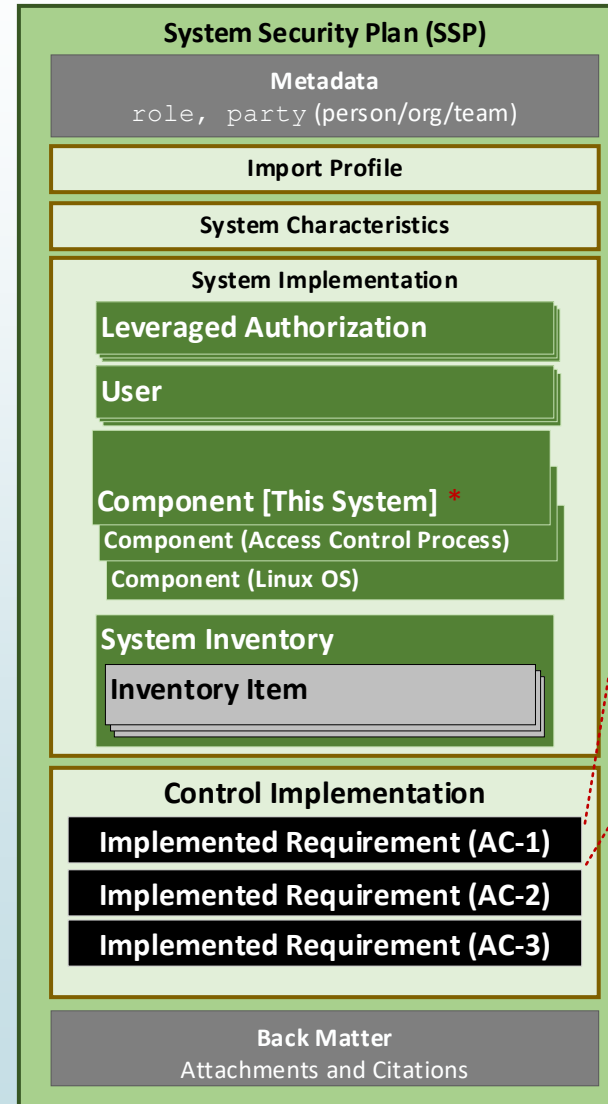 System Security Plan (SSP)
Metadata
role, party (person/org/team)
Import Profile
System Characteristics
System Implementation
Leveraged Authorization
User
Component [This System] *
Component (Access Control Process)
Component (Linux OS)
System Inventory
Inventory Item
Control Implementation
Implemented Requirement (AC-1)
Implemented Requirement (AC-2)
Implemented Requirement (AC-3)
Back Matter
Attachments and Citations